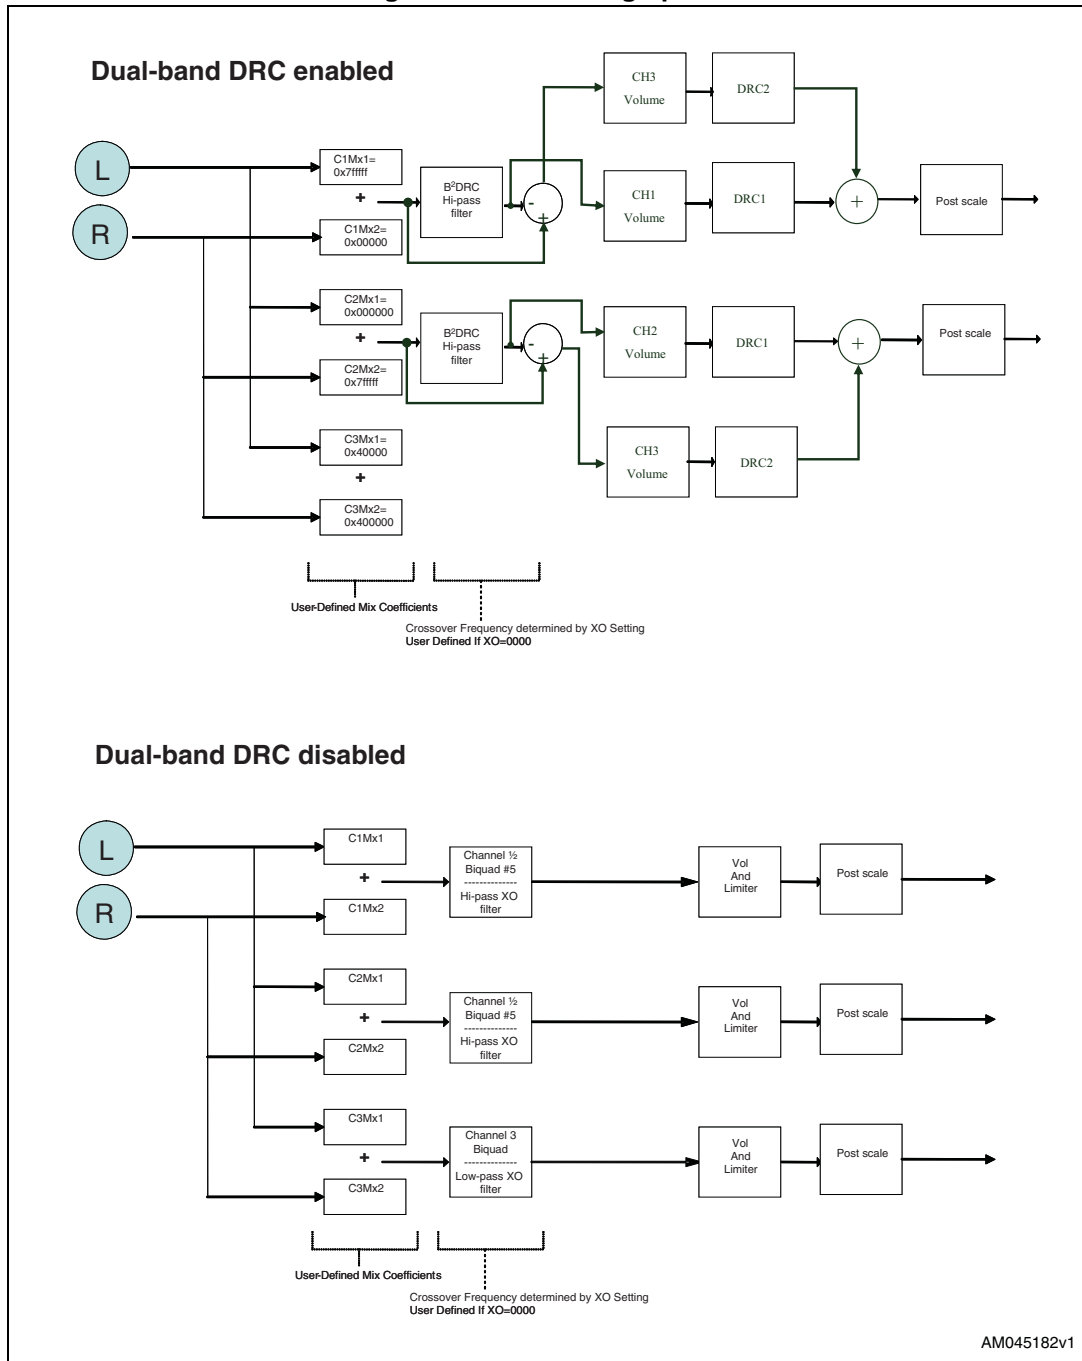 Dual-band DRC enabled
CH3
Volume
DRC2
L
R
C1Mx1=
0x7fffff
+
C1Mx2=
0x00000
B²DRC
Hi-pass
filter
-
+
CH1
Volume
DRC1
+
Post scale
C2Mx1=
0x000000
+
C2Mx2=
0x7fffff
B²DRC
Hi-pass
filter
-
+
CH2
Volume
DRC1
+
Post scale
C3Mx1=
0x40000
+
C3Mx2=
0x400000
CH3
Volume
DRC2
User-Defined Mix Coefficients
Crossover Frequency determined by XO Setting
User Defined If XO=0000
Dual-band DRC disabled
L
R
C1Mx1
+
C1Mx2
Channel ½
Biquad #5
--------------
Hi-pass XO
filter
Vol
And
Limiter
Post scale
C2Mx1
+
C2Mx2
Channel ½
Biquad #5
--------------
Hi-pass XO
filter
Vol
And
Limiter
Post scale
C3Mx1
+
C3Mx2
Channel 3
Biquad
--------------
Low-pass XO
filter
Vol
And
Limiter
Post scale
User-Defined Mix Coefficients
Crossover Frequency determined by XO Setting
User Defined If XO=0000
AM045182v1